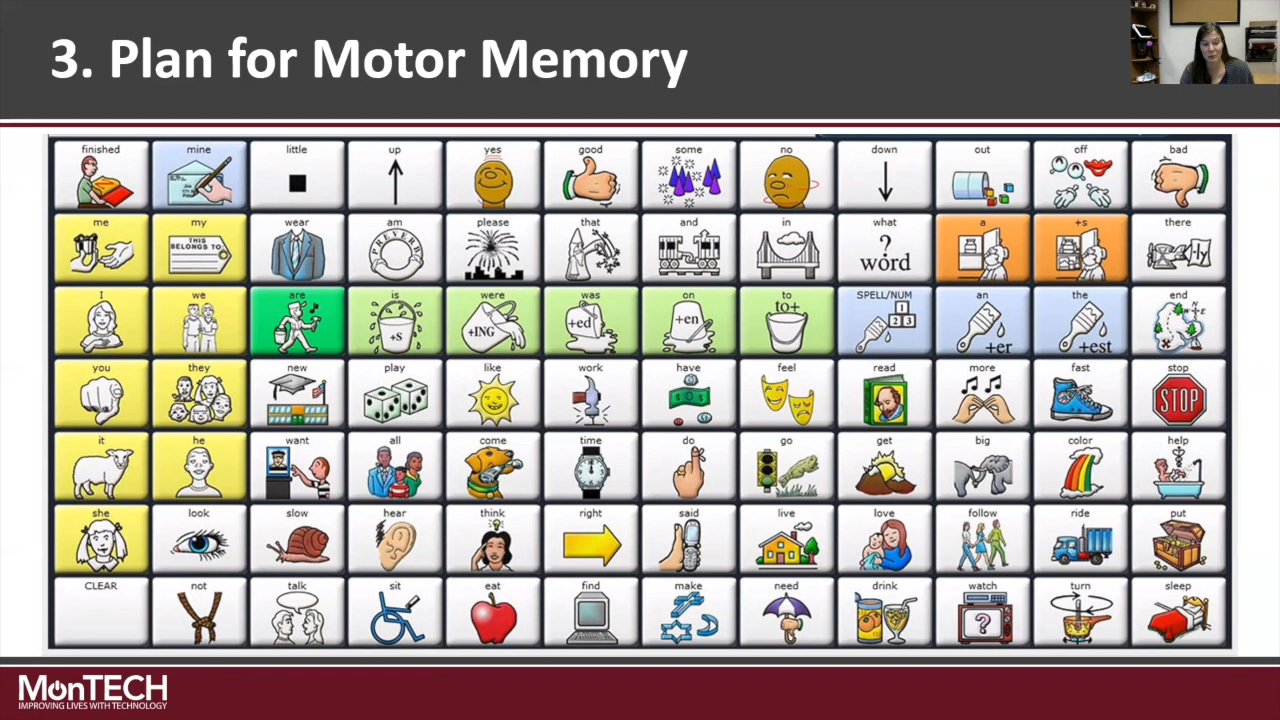 3. Plan for Motor Memory
finished mine little up yes good some no down out off bad
me my wear am please that and in what a +s there
THIS BELONGS TO PREVERB ? word -ly
I we are is were was on to SPELL/NUM an the end
+S +ING +ed +en to+ 1 2 3 +er +est N W E S
you they new play like work have feel read more fast stop
STOP
it he want all come time do go get big color help
she look slow hear think right said live love follow ride put
CLEAR not talk sit eat find make need drink watch turn sleep
?
MonTECH
IMPROVING LIVES WITH TECHNOLOGY